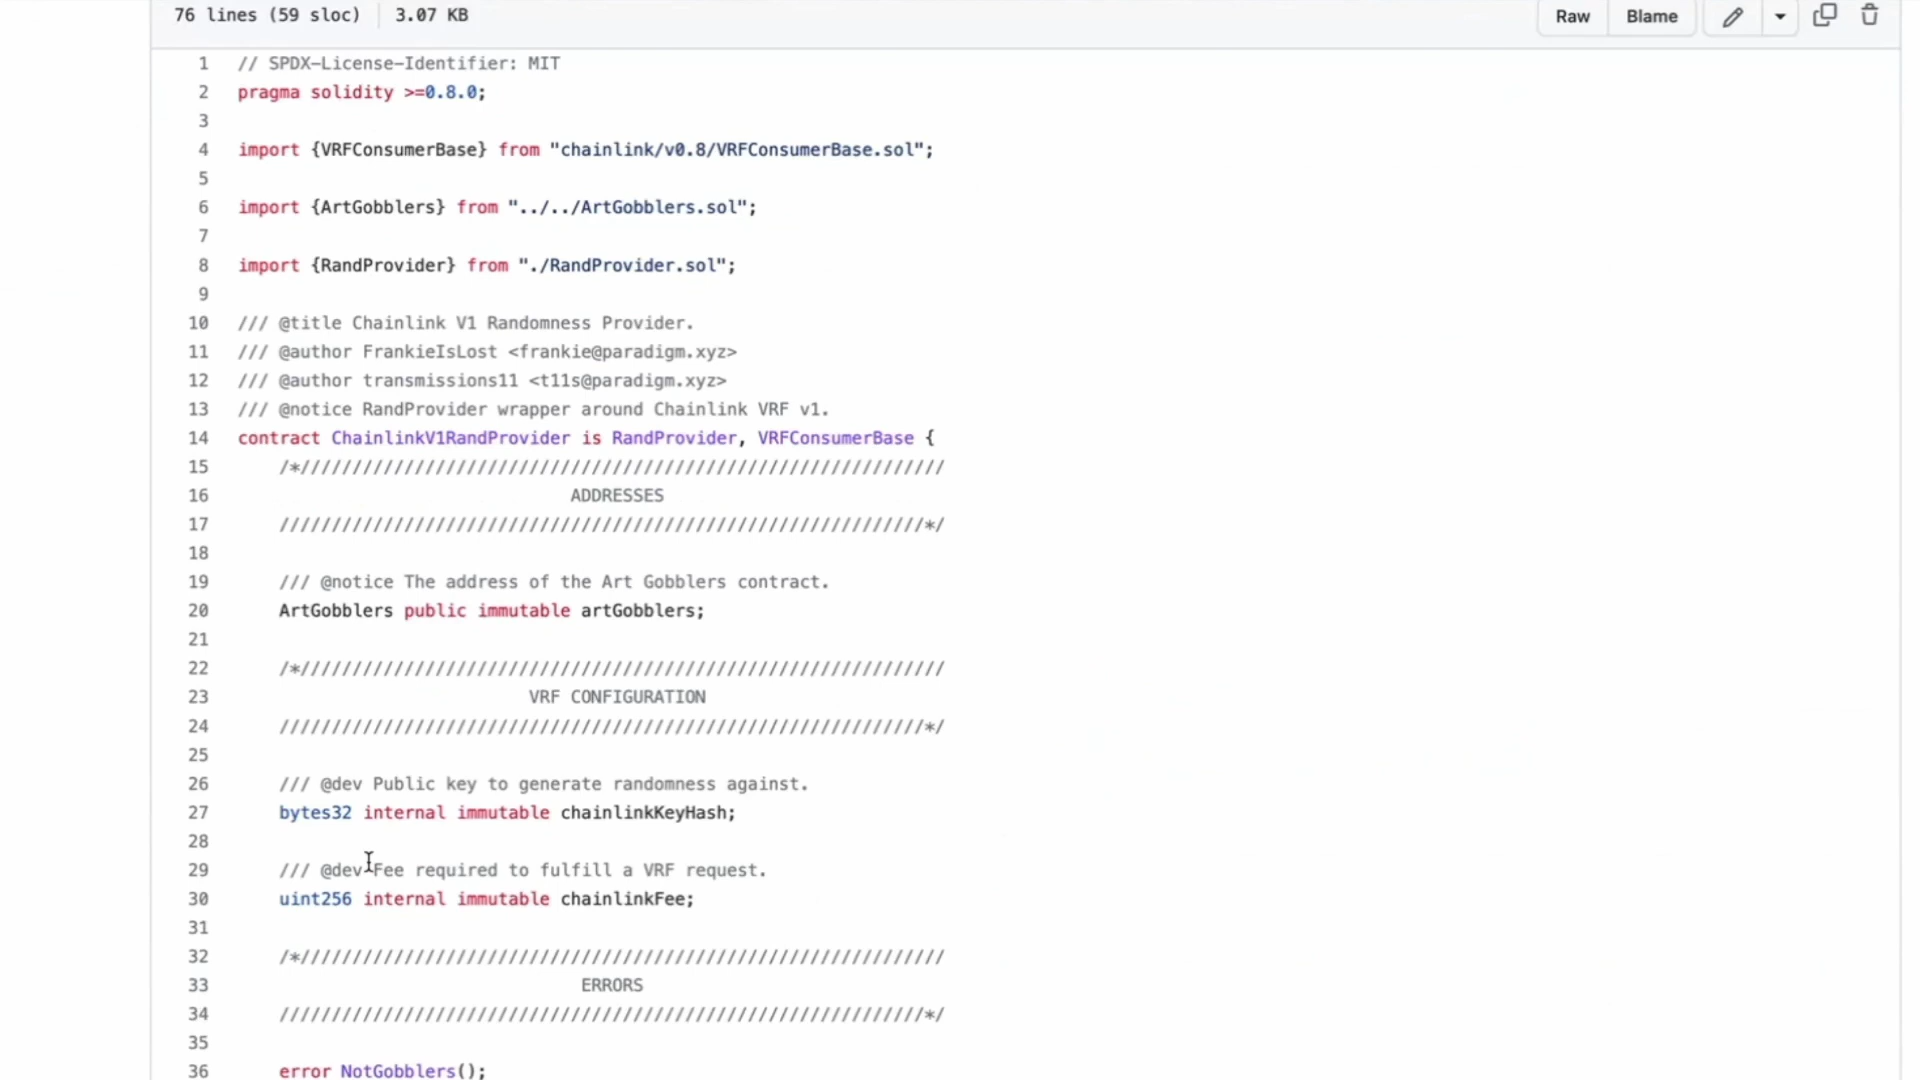 76 lines (59 sloc) 3.07 KB Raw Blame
1 // SPDX-License-Identifier: MIT
2 pragma solidity >=0.8.0;
3
4 import {VRFConsumerBase} from "chainlink/v0.8/VRFConsumerBase.sol";
5
6 import {ArtGobblers} from "../../ArtGobblers.sol";
7
8 import {RandProvider} from "./RandProvider.sol";
9
10 /// @title Chainlink V1 Randomness Provider.
11 /// @author FrankieIsLost <frankie@paradigm.xyz>
12 /// @author transmissions11 <t11s@paradigm.xyz>
13 /// @notice RandProvider wrapper around Chainlink VRF v1.
14 contract ChainlinkV1RandProvider is RandProvider, VRFConsumerBase {
15 /*//////////////////////////////////////////////////////////////
16 ADDRESSES
17 //////////////////////////////////////////////////////////////*/
18
19 /// @notice The address of the Art Gobblers contract.
20 ArtGobblers public immutable artGobblers;
21
22 /*//////////////////////////////////////////////////////////////
23 VRF CONFIGURATION
24 //////////////////////////////////////////////////////////////*/
25
26 /// @dev Public key to generate randomness against.
27 bytes32 internal immutable chainlinkKeyHash;
28
29 /// @dev Fee required to fulfill a VRF request.
30 uint256 internal immutable chainlinkFee;
31
32 /*//////////////////////////////////////////////////////////////
33 ERRORS
34 //////////////////////////////////////////////////////////////*/
35
36 error NotGobblers();